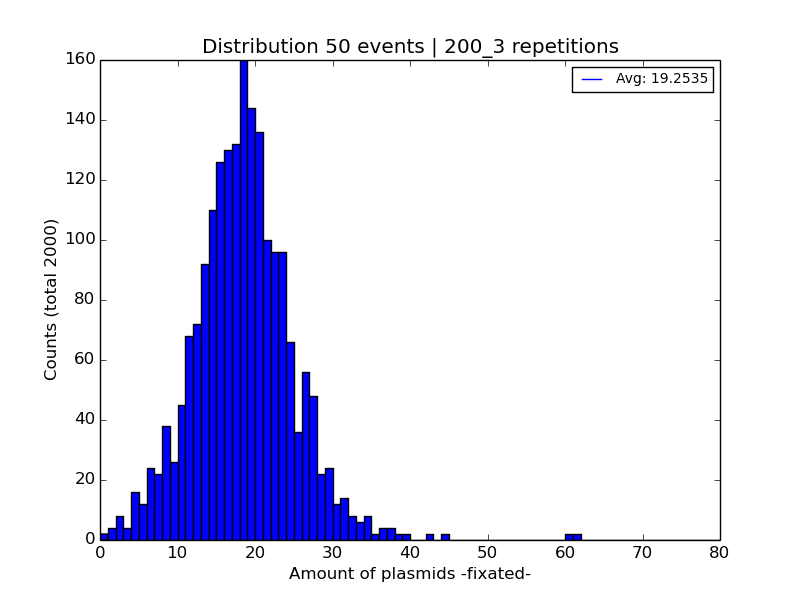 Distribution 50 events | 200_3 repetitions
Avg: 19.2535
Counts (total 2000)
160
140
120
100
80
60
40
20
0
0 10 20 30 40 50 60 70 80
Amount of plasmids -fixated-